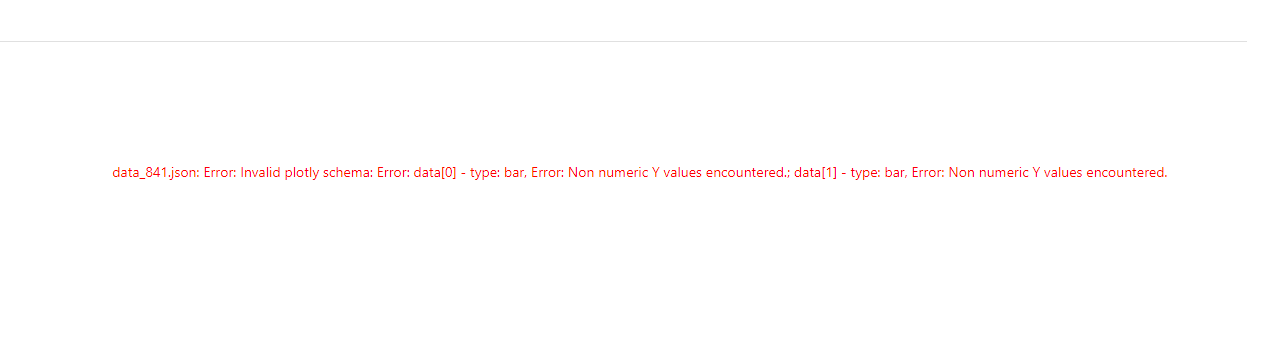 data_841.json: Error: Invalid plotly schema: Error: data[0] - type: bar, Error: Non numeric Y values encountered.; data[1] - type: bar, Error: Non numeric Y values encountered.